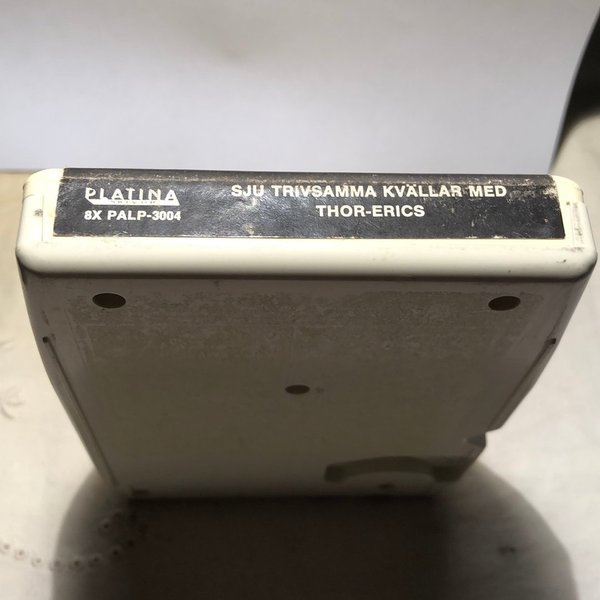 PLATINA
8X PALP-3004
SJU TRIVSAMMA KVÄLLAR MED
THOR-ERICS